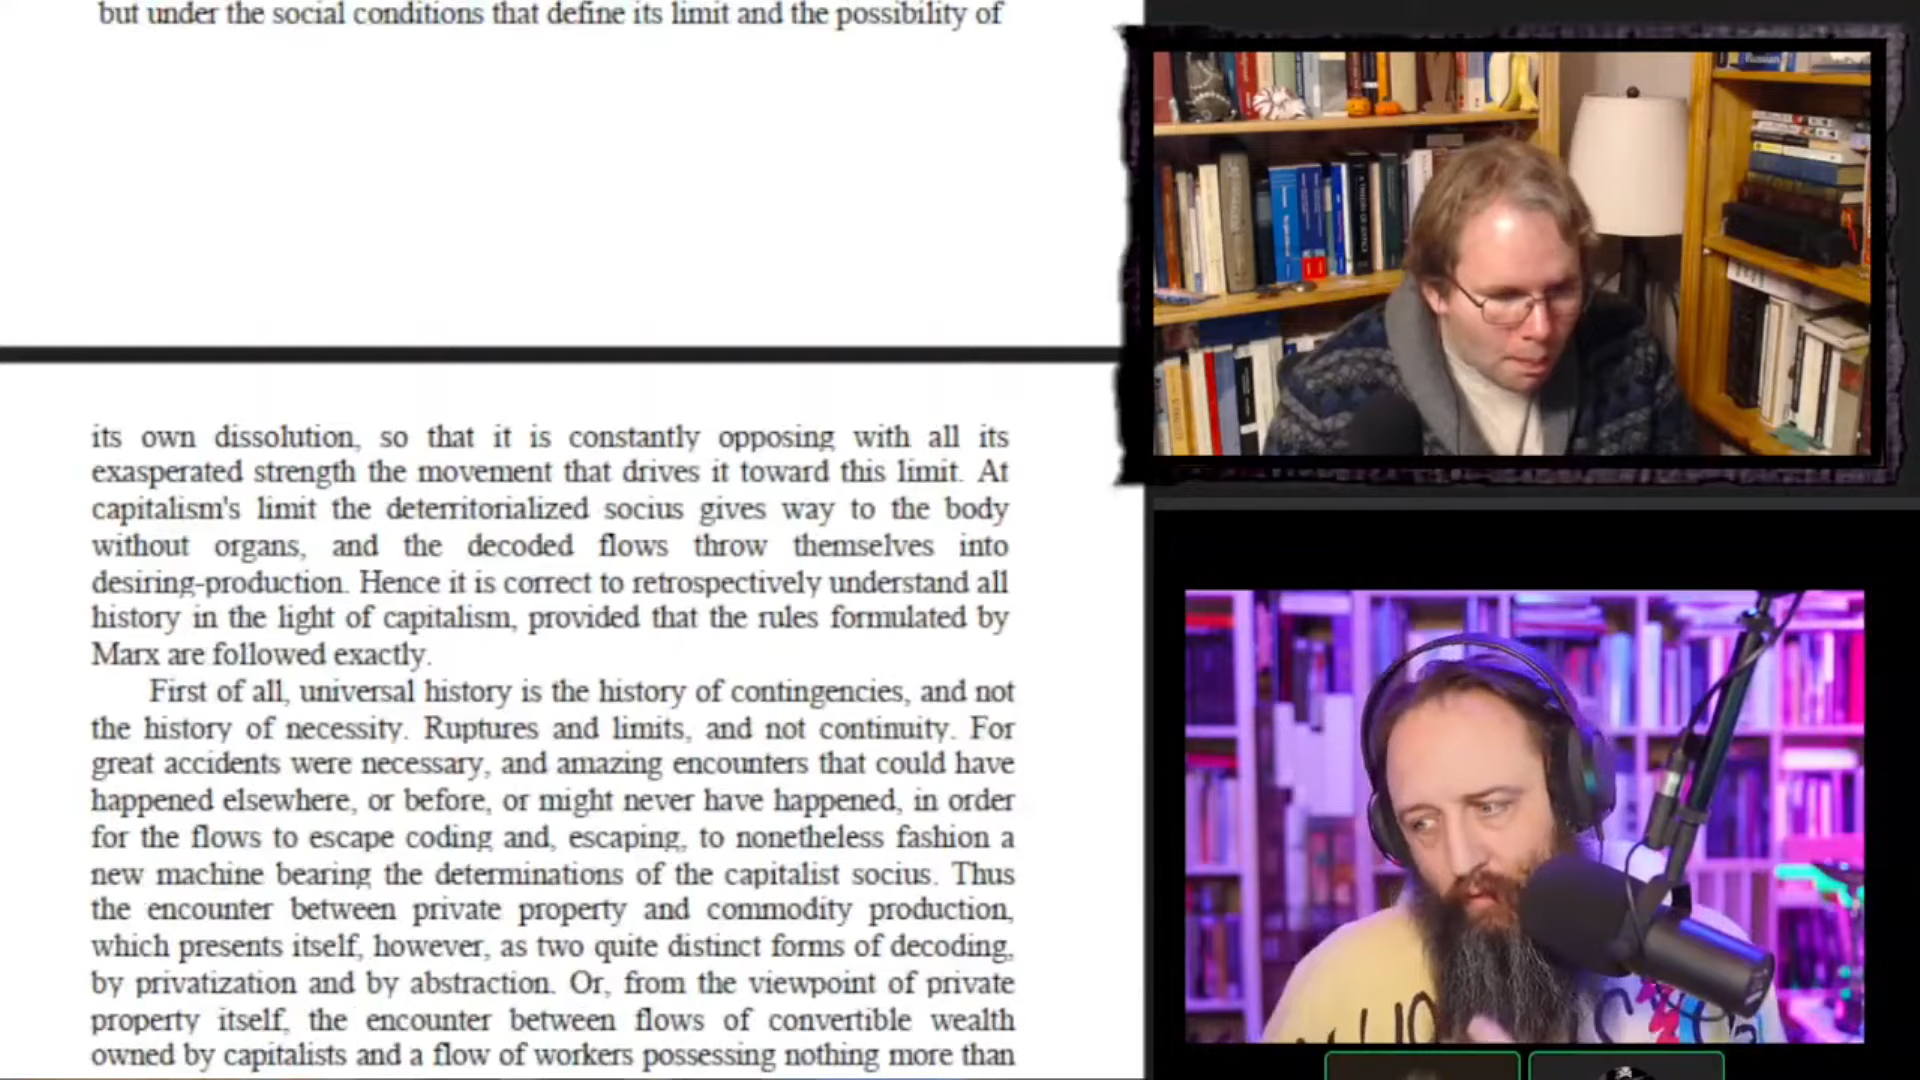 but under the social conditions that define its limit and the possibility of
its own dissolution, so that it is constantly opposing with all its
exasperated strength the movement that drives it toward this limit. At
capitalism's limit the deterritorialized socius gives way to the body
without organs, and the decoded flows throw themselves into
desiring-production. Hence it is correct to retrospectively understand all
history in the light of capitalism, provided that the rules formulated by
Marx are followed exactly.
First of all, universal history is the history of contingencies, and not
the history of necessity. Ruptures and limits, and not continuity. For
great accidents were necessary, and amazing encounters that could have
happened elsewhere, or before, or might never have happened, in order
for the flows to escape coding and, escaping, to nonetheless fashion a
new machine bearing the determinations of the capitalist socius. Thus
the encounter between private property and commodity production,
which presents itself, however, as two quite distinct forms of decoding,
by privatization and by abstraction. Or, from the viewpoint of private
property itself, the encounter between flows of convertible wealth
owned by capitalists and a flow of workers possessing nothing more than
Russian
A THEORY OF JUSTICE